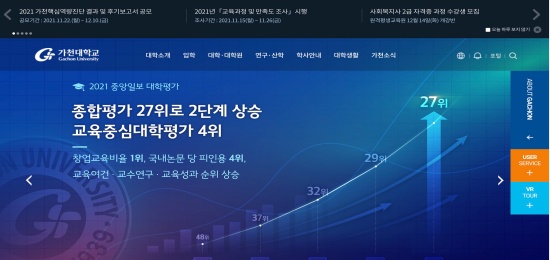 2021 가천핵심역량진단 결과 및 후기보고서 공모
공모기간 : 2021.11.22.(월) ~ 12.10.(금)
2021년 『교육과정 및 만족도 조사』 시행
조사기간 : 2021.11.15(월) ~ 11.26(금)
사회복지사 2급 자격증 과정 수강생 모집
원격평생교육원 12월 14일(화) 개강반
오늘 하루 보지 않기
가천대학교
Gachon University
대학소개
입학
대학·대학원
연구·산학
학사안내
대학생활
가천소식
포털
2021 중앙일보 대학평가
종합평가 27위로 2단계 상승
교육중심대학평가 4위
창업교육비율 1위, 국내논문 당 피인용 4위,
교육여건·교수연구·교육성과 순위 상승
48위
37위
32위
29위
27위
ABOUT GACHON
USER
SERVICE
+
VR
TOUR
+
UNIVERSITY
1939